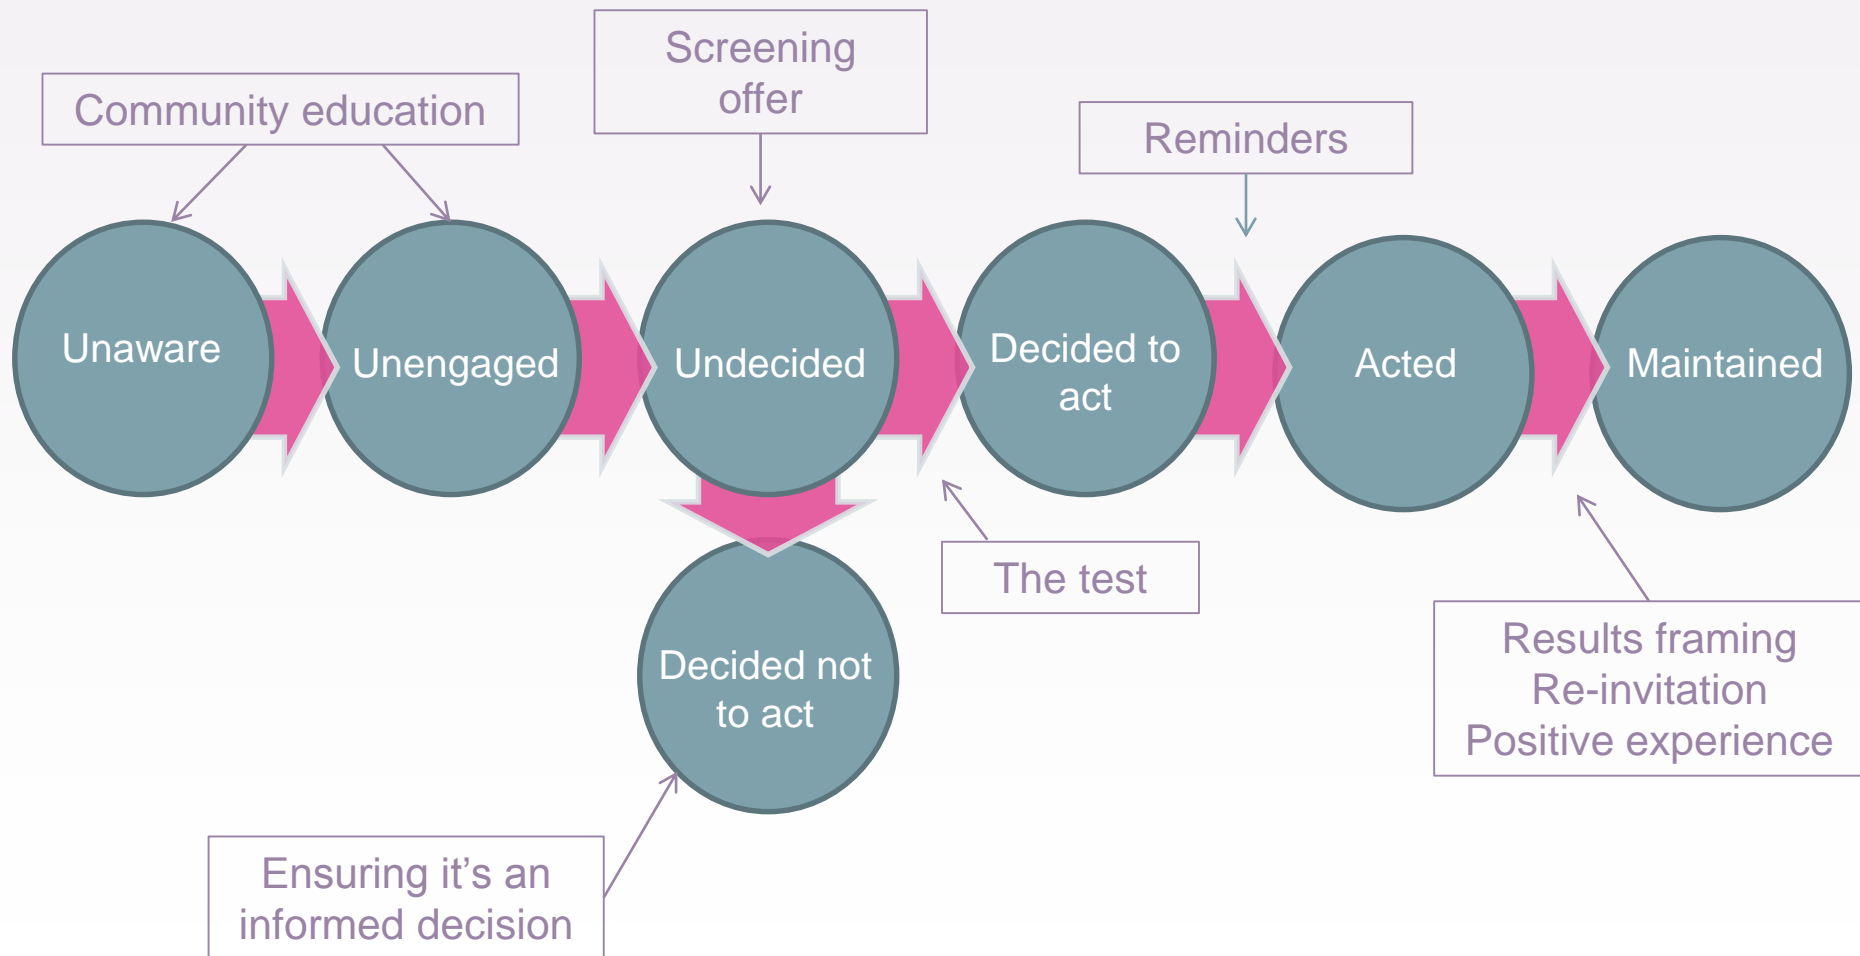 Community education
Screening
offer
Reminders
Unaware
Unengaged
Undecided
Decided to
act
Acted
Maintained
The test
Decided not
to act
Results framing
Re-invitation
Positive experience
Ensuring it’s an
informed decision